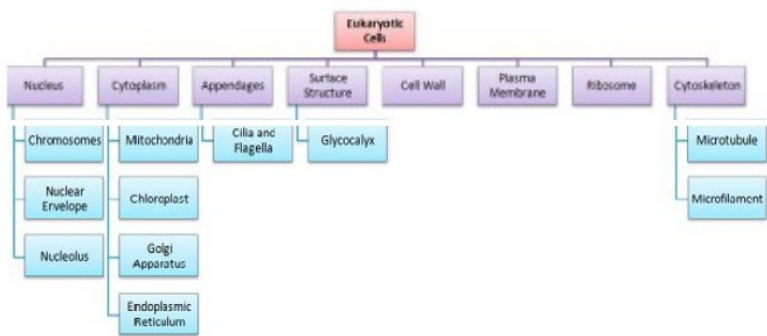 Eukaryotic
Cells
Nucleus
Cytoplasm
Appendages
Surface
Structure
Cell Wall
Plasma
Membrane
Ribosome
Cytoskeleton
Chromosomes
Mitochondria
Cilia and
Flagella
Glycocalyx
Microtubule
Nuclear
Envelope
Chloroplast
Microfilament
Nucleolus
Golgi
Apparatus
Endoplasmic
Reticulum